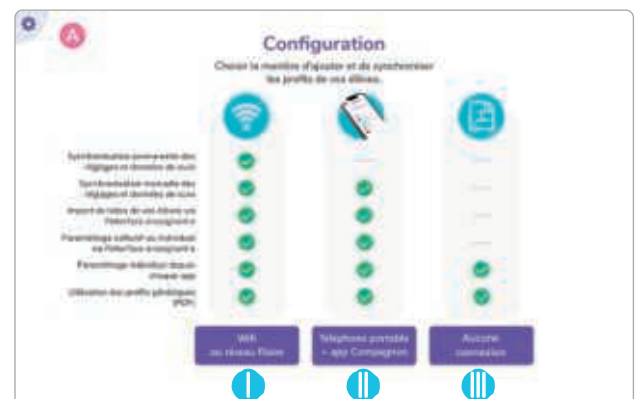 A
Configuration
Choisir la manière d'ajouter et de synchroniser
les profils de vos élèves.
Synchronisation permanente des
réglages et données de suivi
Synchronisation manuelle des
réglages et données de suivi
Import de listes de vos élèves via
l'interface enseignant·e
Paramétrage collectif ou individuel
via l'interface enseignant·e
Paramétrage individuel depuis
chaque app
Utilisation des profils génériques
(PDF)
Wifi
ou réseau filaire
Téléphone portable
+ app Compagnon
Aucune
connexion
I
II
III